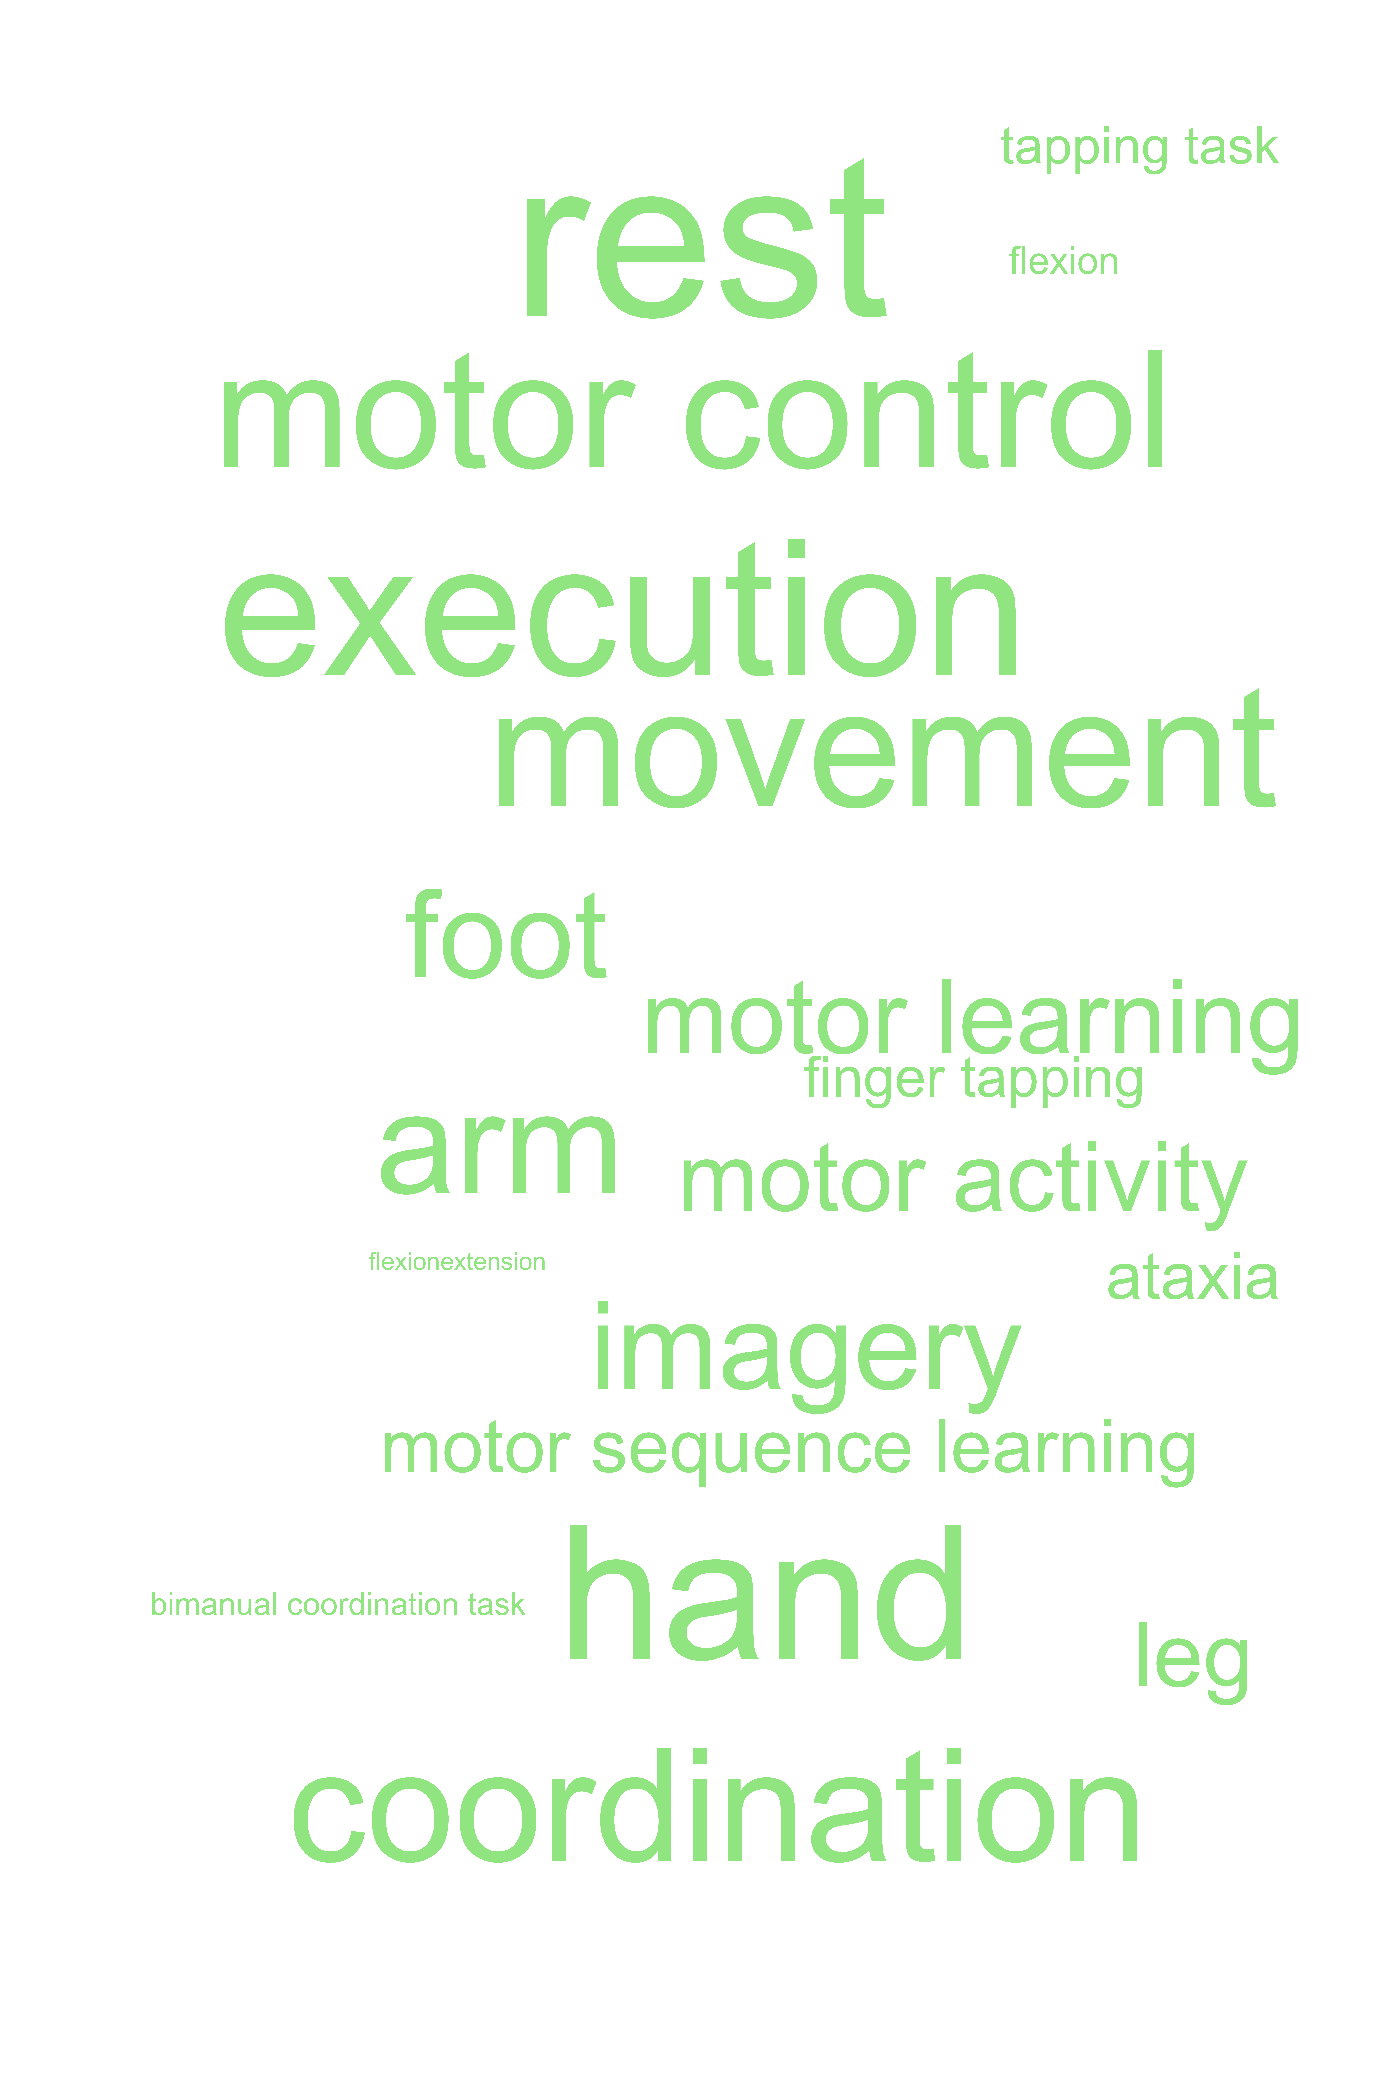 tapping task
rest
flexion
motor control
execution
movement
foot
motor learning
finger tapping
arm
motor activity
flexionextension
ataxia
imagery
motor sequence learning
hand
bimanual coordination task
leg
coordination